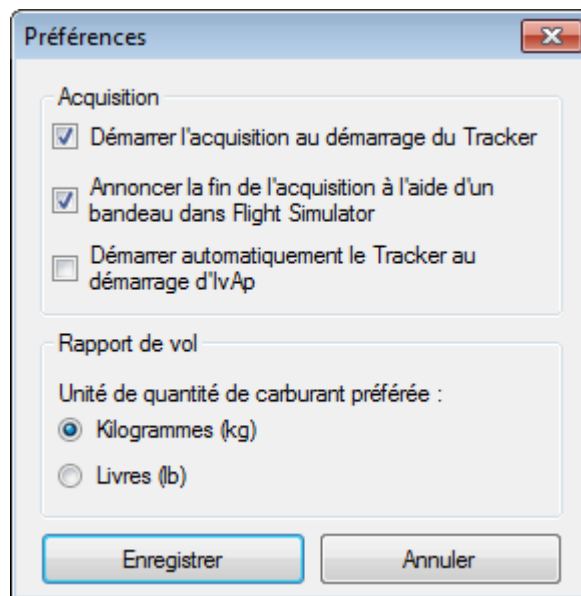 Préférences
Acquisition
Démarrer l'acquisition au démarrage du Tracker
Annoncer la fin de l'acquisition à l'aide d'un
bandeau dans Flight Simulator
Démarrer automatiquement le Tracker au
démarrage d'IvAp
Rapport de vol
Unité de quantité de carburant préférée :
Kilogrammes (kg)
Livres (lb)
Enregistrer
Annuler